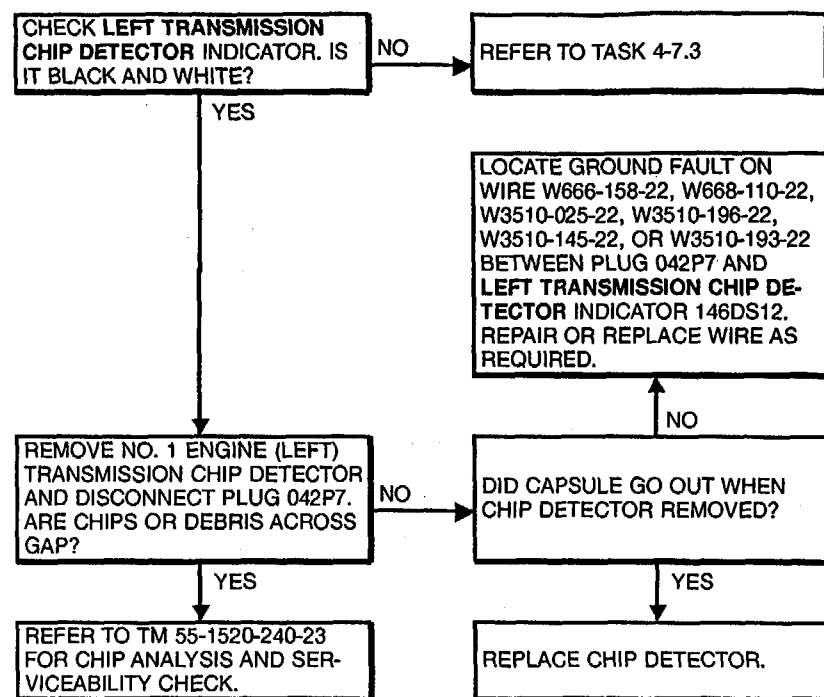 CHECK LEFT TRANSMISSION
CHIP DETECTOR INDICATOR. IS
IT BLACK AND WHITE?
NO
REFER TO TASK 4-7.3
YES
LOCATE GROUND FAULT ON
WIRE W666-158-22, W668-110-22,
W3510-025-22, W3510-196-22,
W3510-145-22, OR W3510-193-22
BETWEEN PLUG 042P7 AND
LEFT TRANSMISSION CHIP DE-
TECTOR INDICATOR 146DS12.
REPAIR OR REPLACE WIRE AS
REQUIRED.
NO
REMOVE NO. 1 ENGINE (LEFT)
TRANSMISSION CHIP DETECTOR
AND DISCONNECT PLUG 042P7.
ARE CHIPS OR DEBRIS ACROSS
GAP?
NO
DID CAPSULE GO OUT WHEN
CHIP DETECTOR REMOVED?
YES
YES
REFER TO TM 55-1520-240-23
FOR CHIP ANALYSIS AND SER-
VICEABILITY CHECK.
REPLACE CHIP DETECTOR.